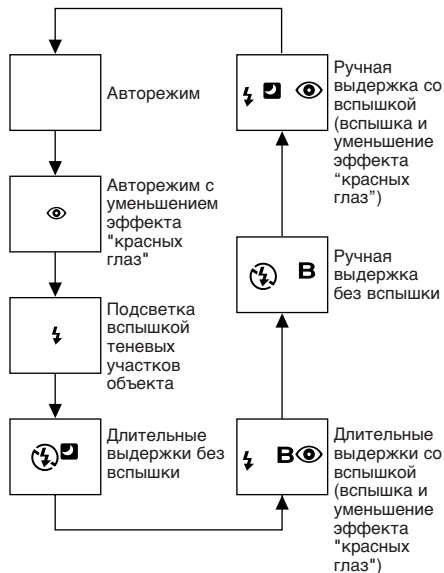 Авторежим
Авторежим с
уменьшением
эффекта
"красных
глаз"
Подсветка
вспышкой
теневых
участков
объекта
Длительные
выдержки без
вспышки
B
Длительные
выдержки со
вспышкой
(вспышка и
уменьшение
эффекта
"красных
глаз")
B
Ручная
выдержка
без вспышки
Ручная
выдержка со
вспышкой
(вспышка и
уменьшение
эффекта
“красных
глаз”)